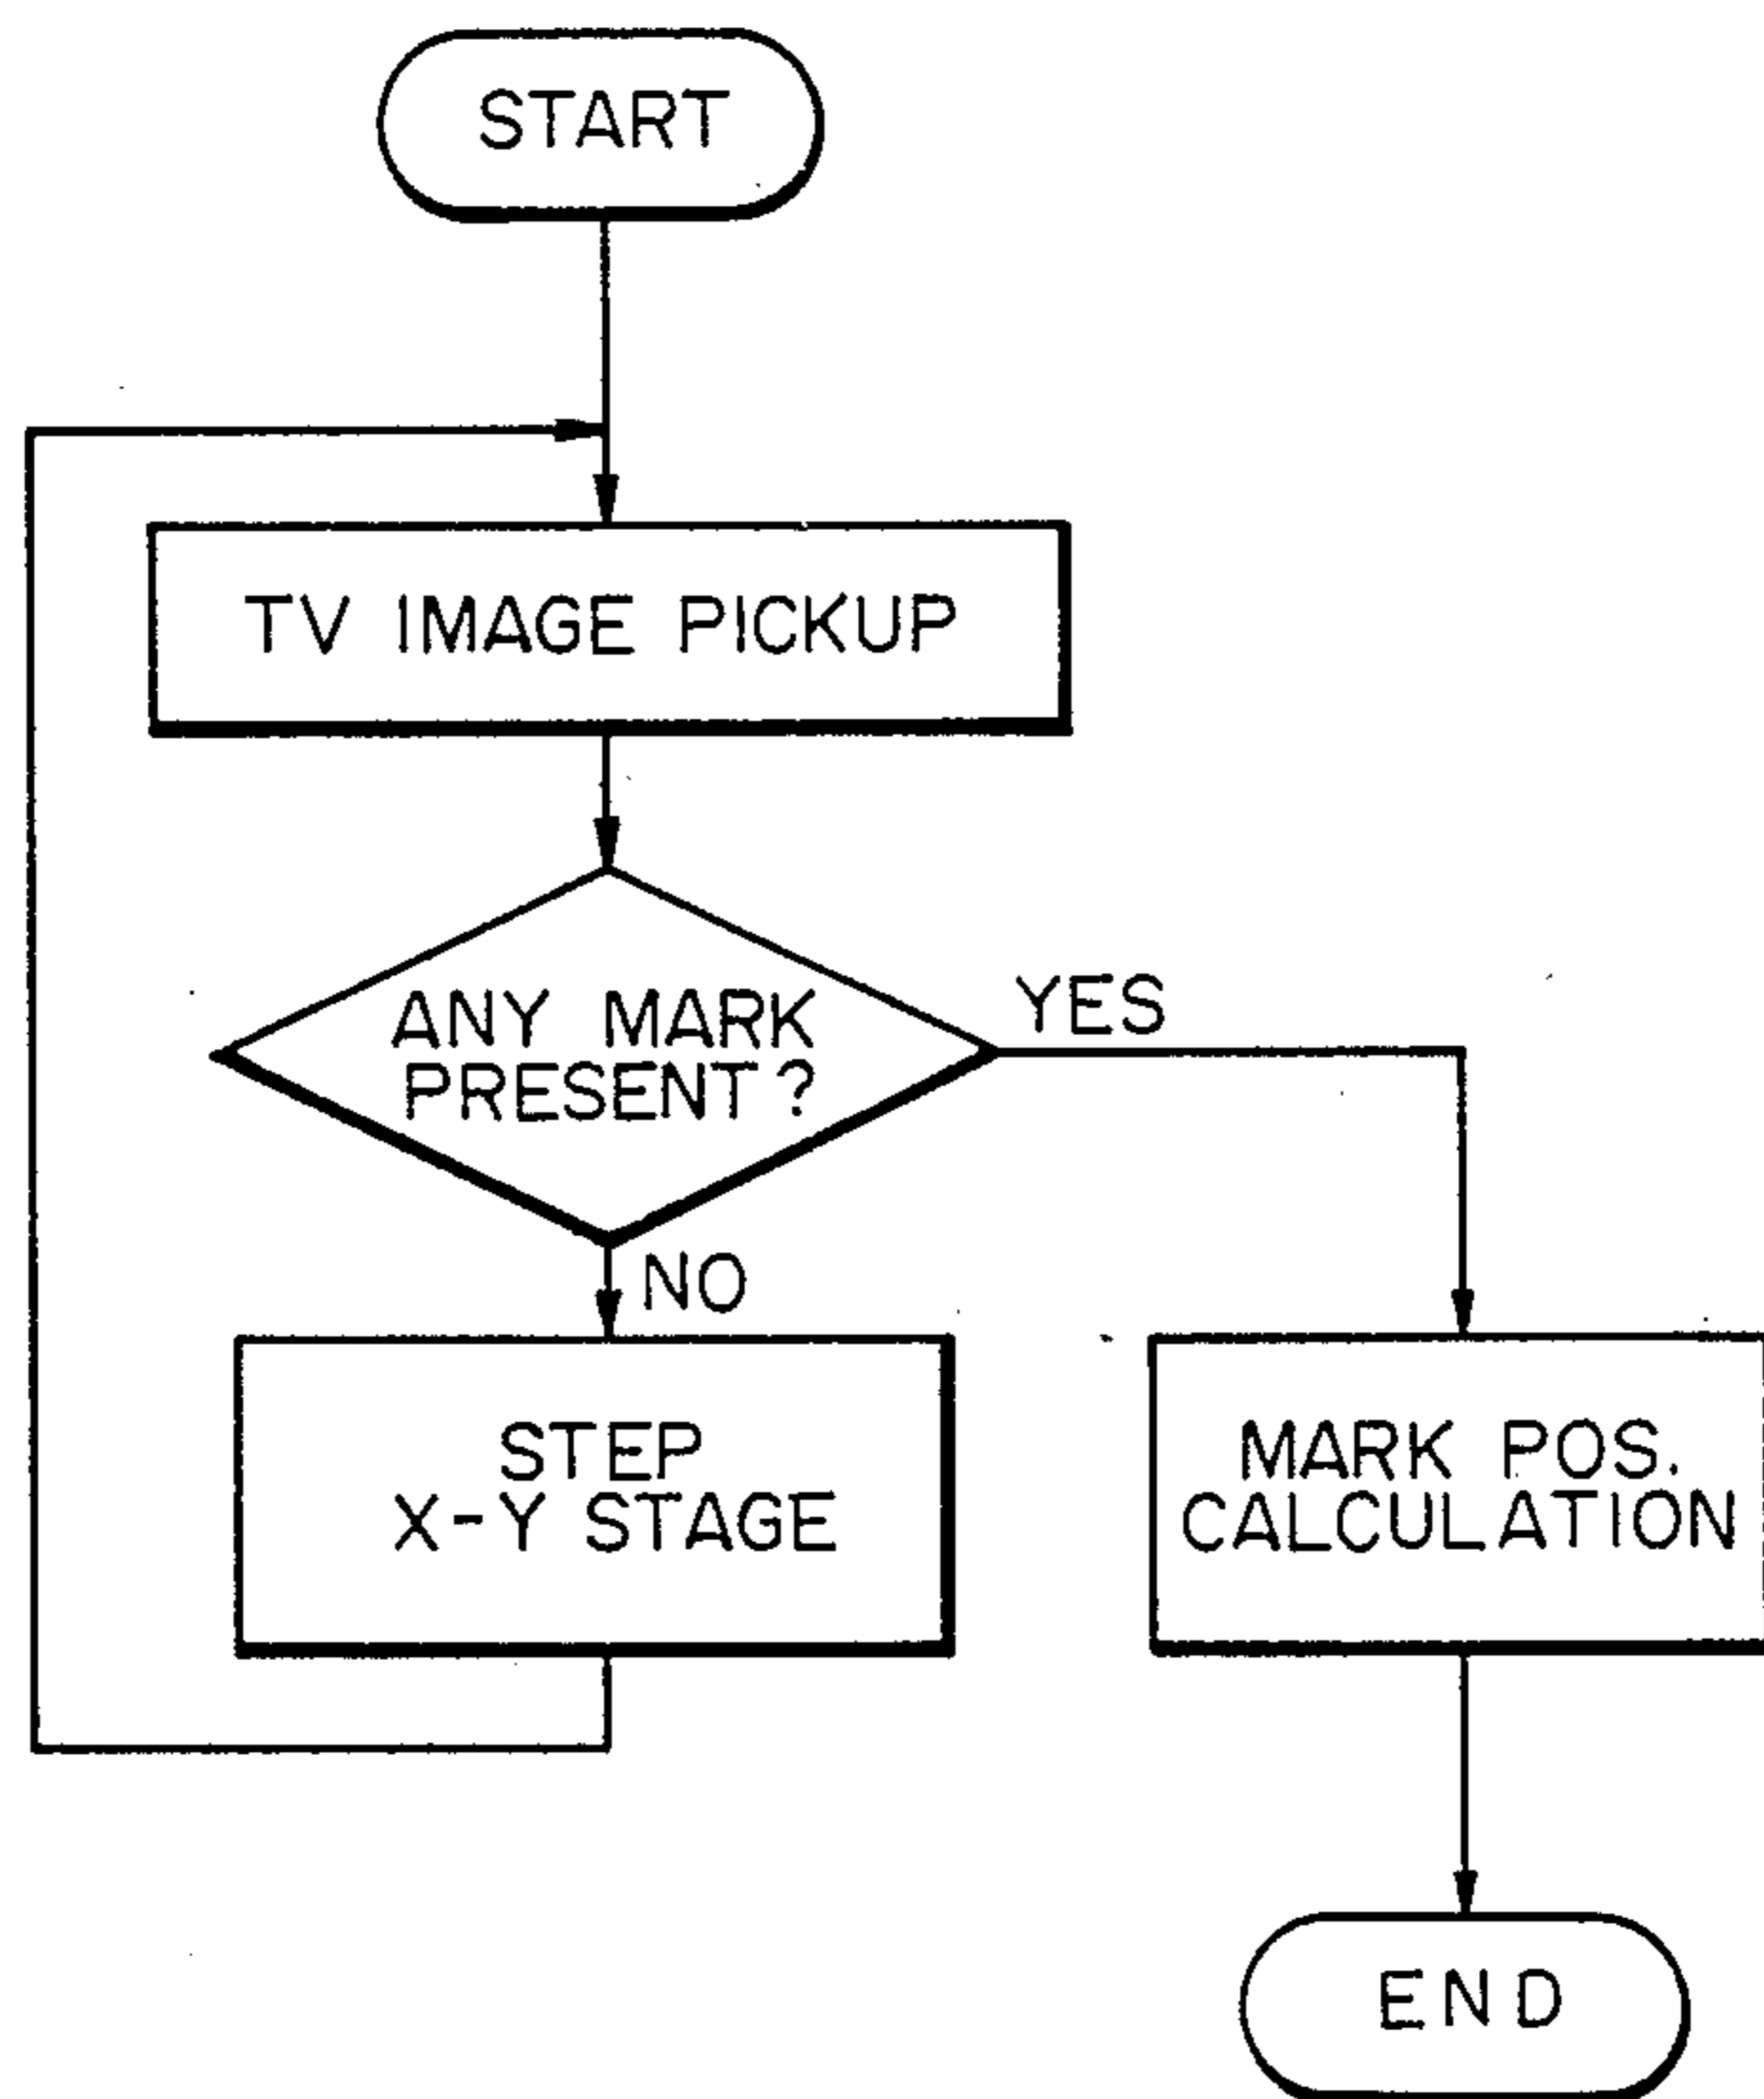 START
TV IMAGE PICKUP
ANY MARK
PRESENT?
YES
NO
STEP
X-Y STAGE
MARK POS.
CALCULATION
END